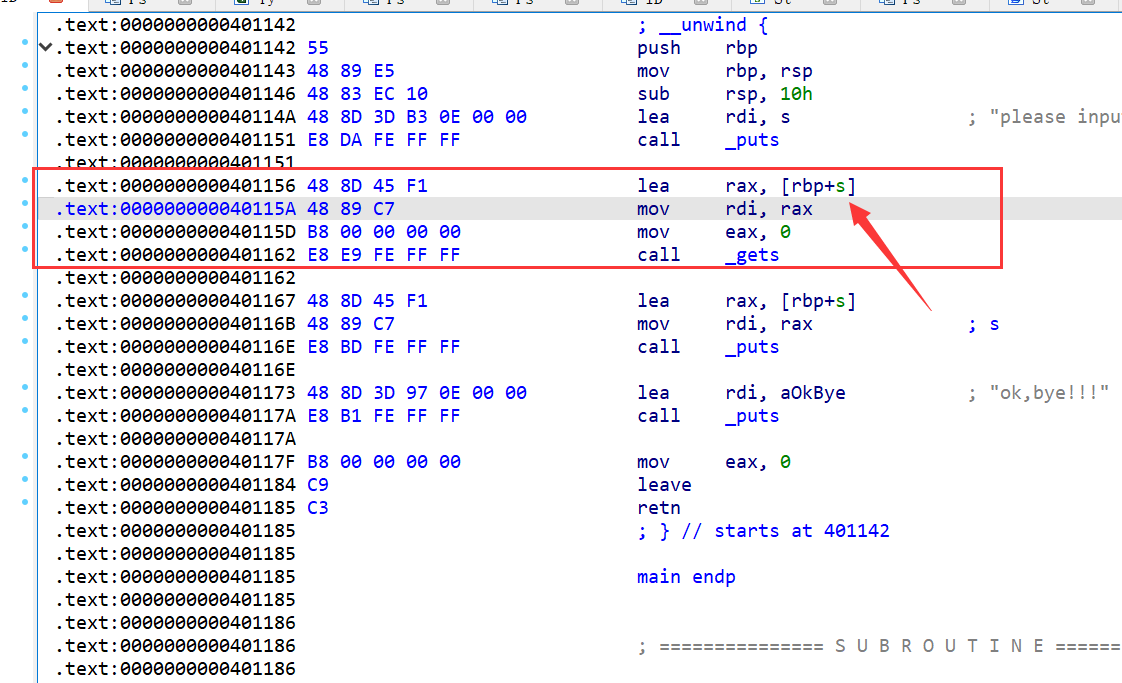 .text:0000000000401142 ; __unwind {
.text:0000000000401142 55 push rbp
.text:0000000000401143 48 89 E5 mov rbp, rsp
.text:0000000000401146 48 83 EC 10 sub rsp, 10h
.text:000000000040114A 48 8D 3D B3 0E 00 00 lea rdi, s ; "please inpu
.text:0000000000401151 E8 DA FE FF FF call _puts
.text:0000000000401151
.text:0000000000401156 48 8D 45 F1 lea rax, [rbp+s]
.text:000000000040115A 48 89 C7 mov rdi, rax
.text:000000000040115D B8 00 00 00 00 mov eax, 0
.text:0000000000401162 E8 E9 FE FF FF call _gets
.text:0000000000401162
.text:0000000000401167 48 8D 45 F1 lea rax, [rbp+s]
.text:000000000040116B 48 89 C7 mov rdi, rax ; s
.text:000000000040116E E8 BD FE FF FF call _puts
.text:000000000040116E
.text:0000000000401173 48 8D 3D 97 0E 00 00 lea rdi, aOkBye ; "ok,bye!!!"
.text:000000000040117A E8 B1 FE FF FF call _puts
.text:000000000040117A
.text:000000000040117F B8 00 00 00 00 mov eax, 0
.text:0000000000401184 C9 leave
.text:0000000000401185 C3 retn
.text:0000000000401185 ; } // starts at 401142
.text:0000000000401185
.text:0000000000401185 main endp
.text:0000000000401185
.text:0000000000401186
.text:0000000000401186 ; =============== S U B R O U T I N E ======
.text:0000000000401186